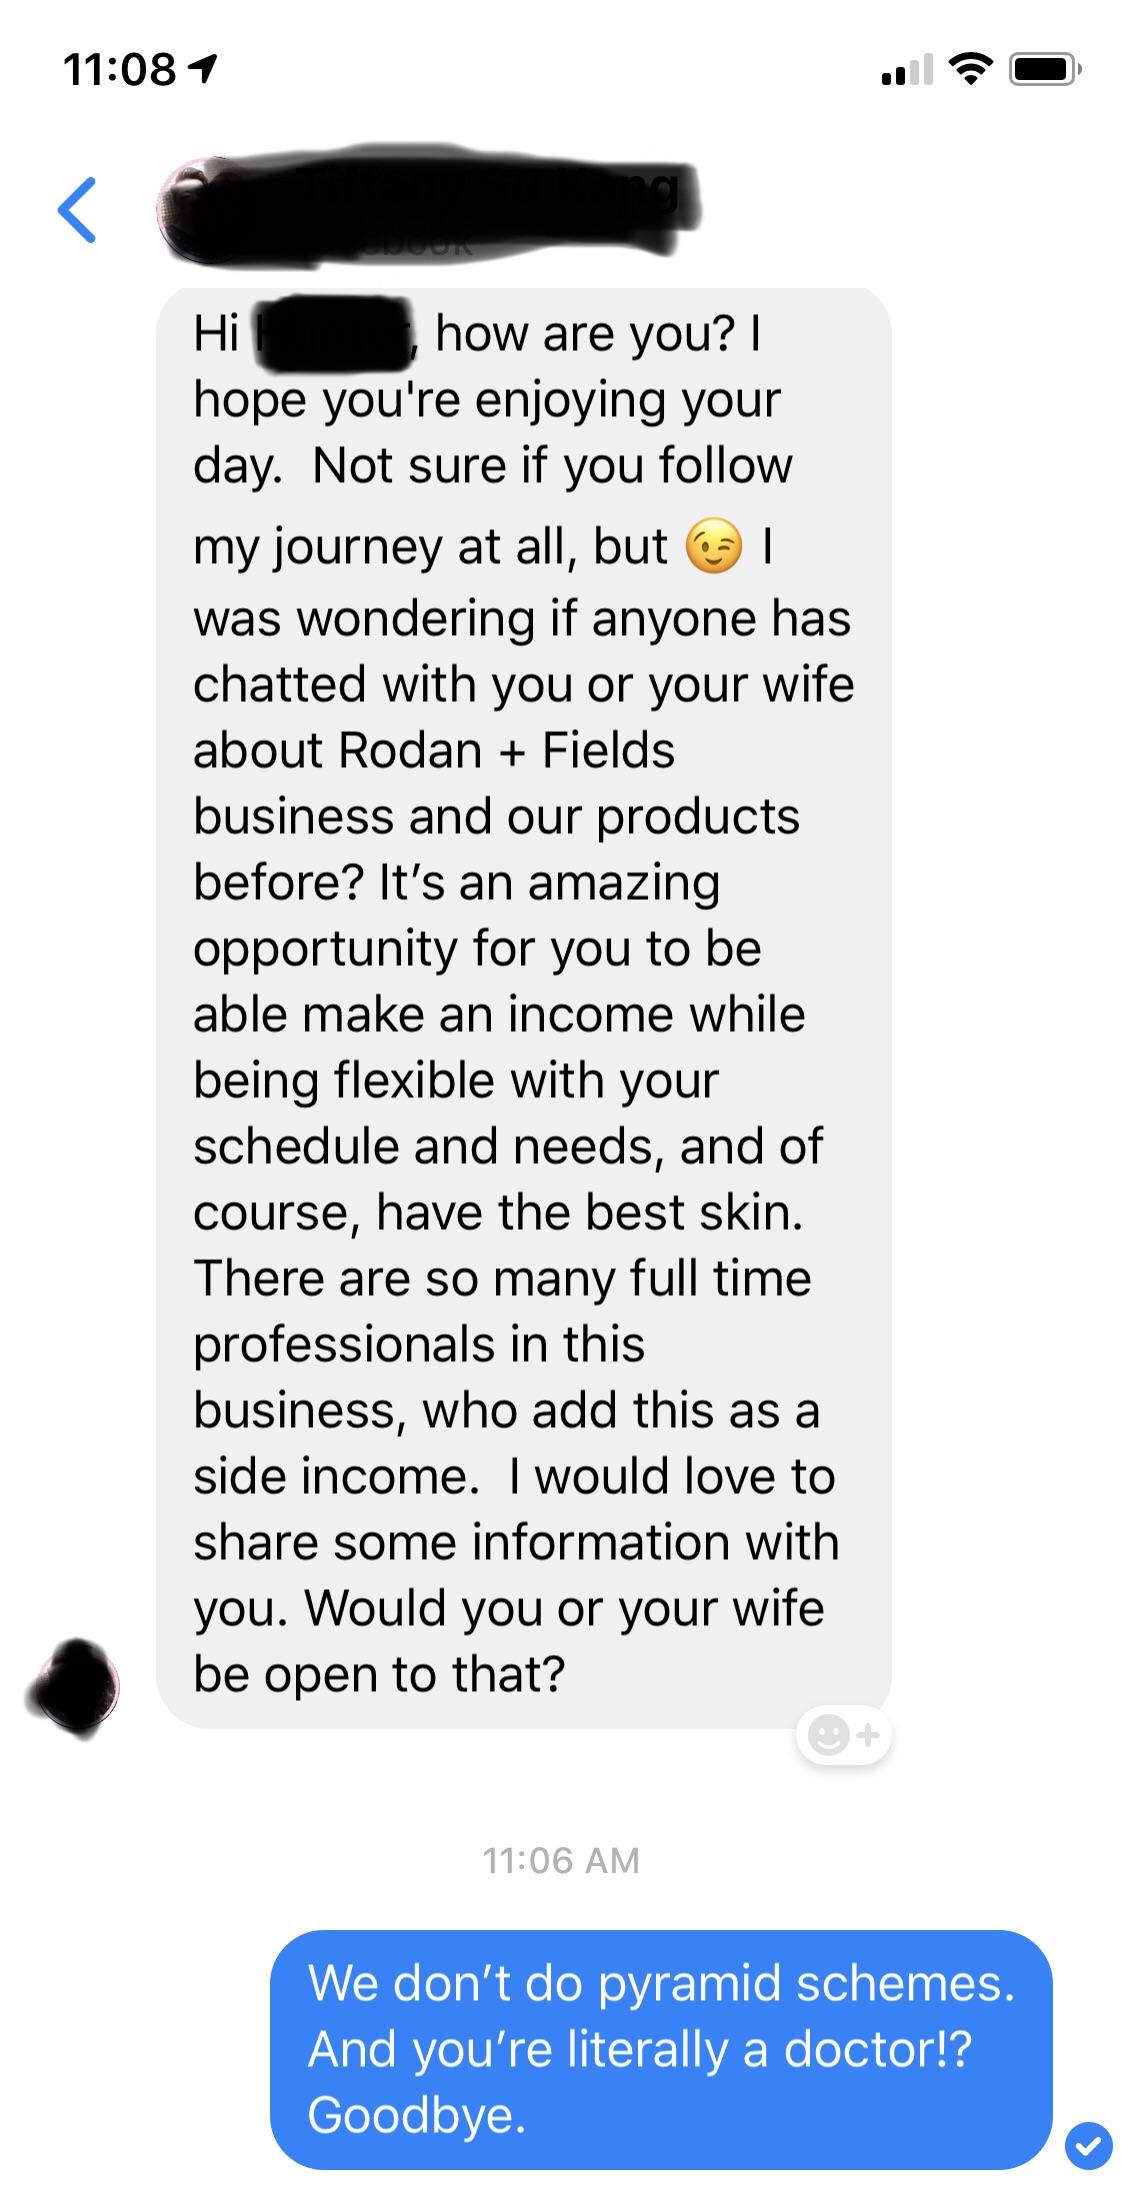 11:08
Hi , how are you? I
hope you're enjoying your
day.  Not sure if you follow
my journey at all, but 😉 I
was wondering if anyone has
chatted with you or your wife
about Rodan + Fields
business and our products
before? It’s an amazing
opportunity for you to be
able make an income while
being flexible with your
schedule and needs, and of
course, have the best skin.
There are so many full time
professionals in this
business, who add this as a
side income.  I would love to
share some information with
you. Would you or your wife
be open to that?
11:06 AM
We don’t do pyramid schemes.
And you’re literally a doctor!?
Goodbye.